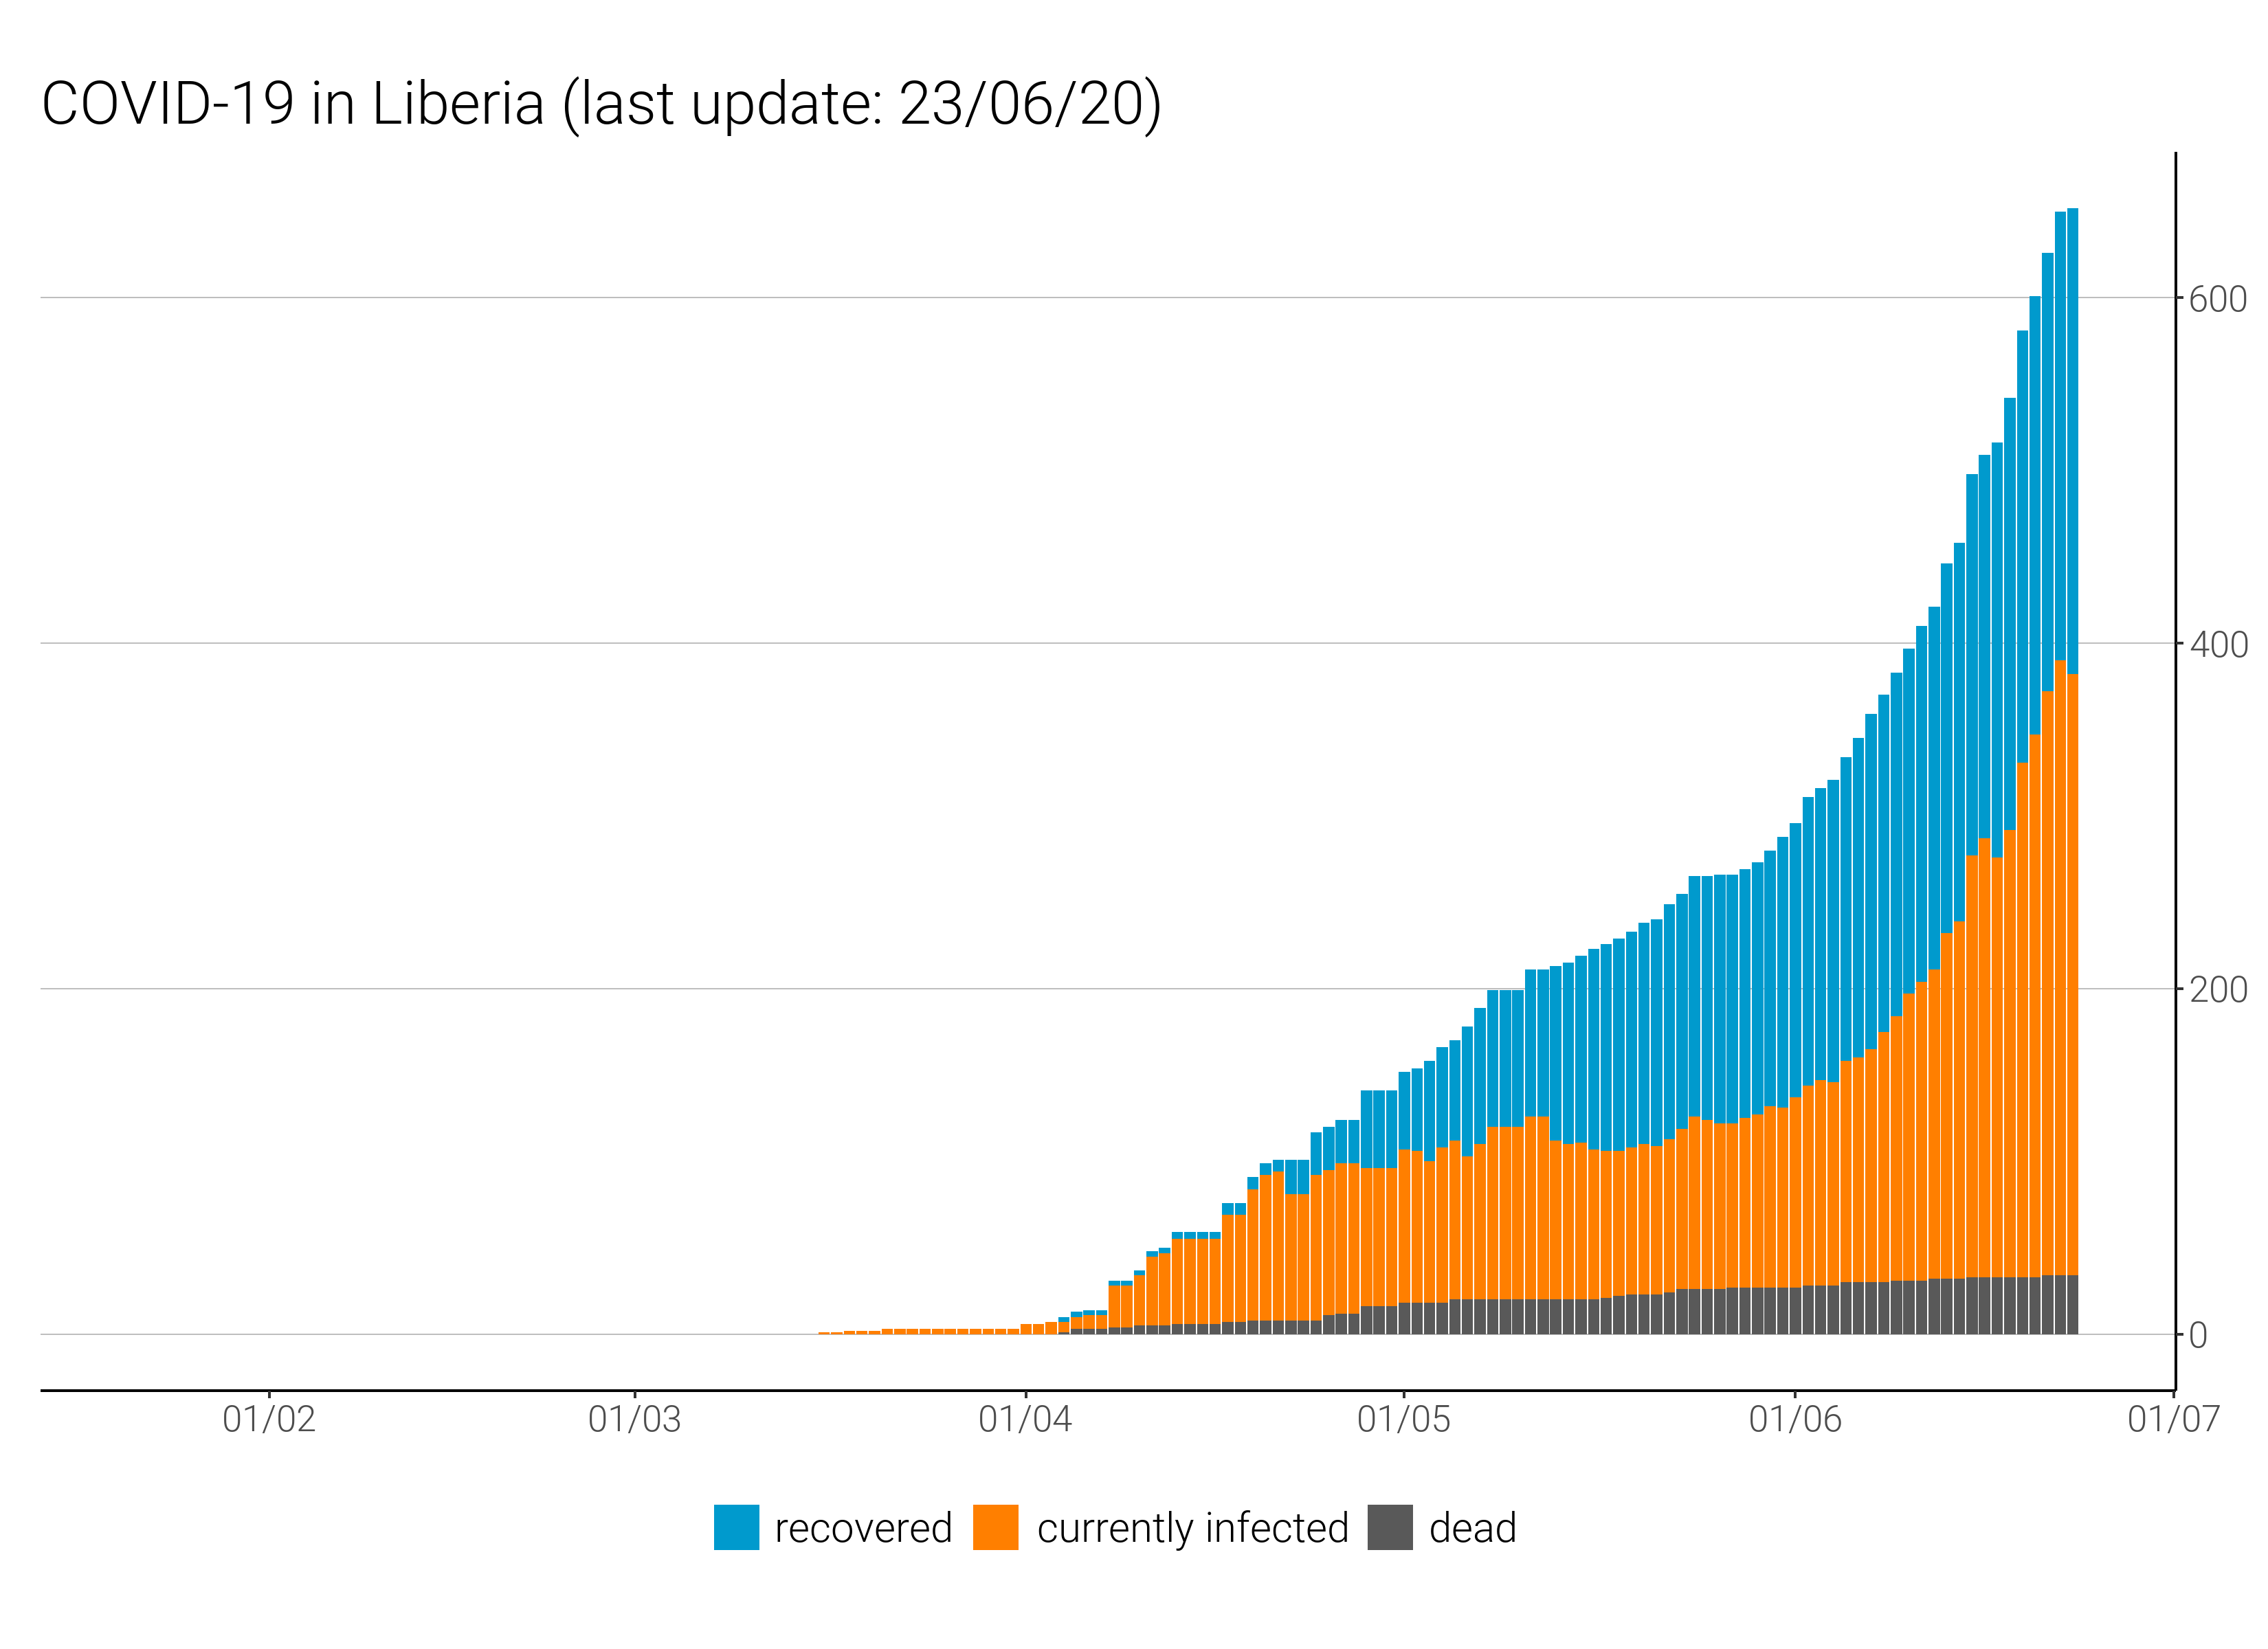 COVID-19 in Liberia (last update: 23/06/20)
600
400
200
0
01/02 01/03 01/04 01/05 01/06 01/07
recovered currently infected dead